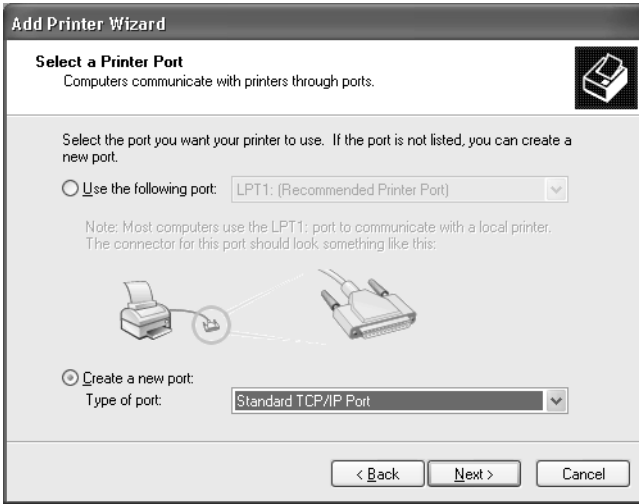 Add Printer Wizard
Select a Printer Port
Computers communicate with printers through ports.
Select the port you want your printer to use. If the port is not listed, you can create a
new port.
Use the following port: LPT1: (Recommended Printer Port)
Note: Most computers use the LPT1: port to communicate with a local printer.
The connector for this port should look something like this:
Create a new port:
Type of port: Standard TCP/IP Port
< Back Next > Cancel